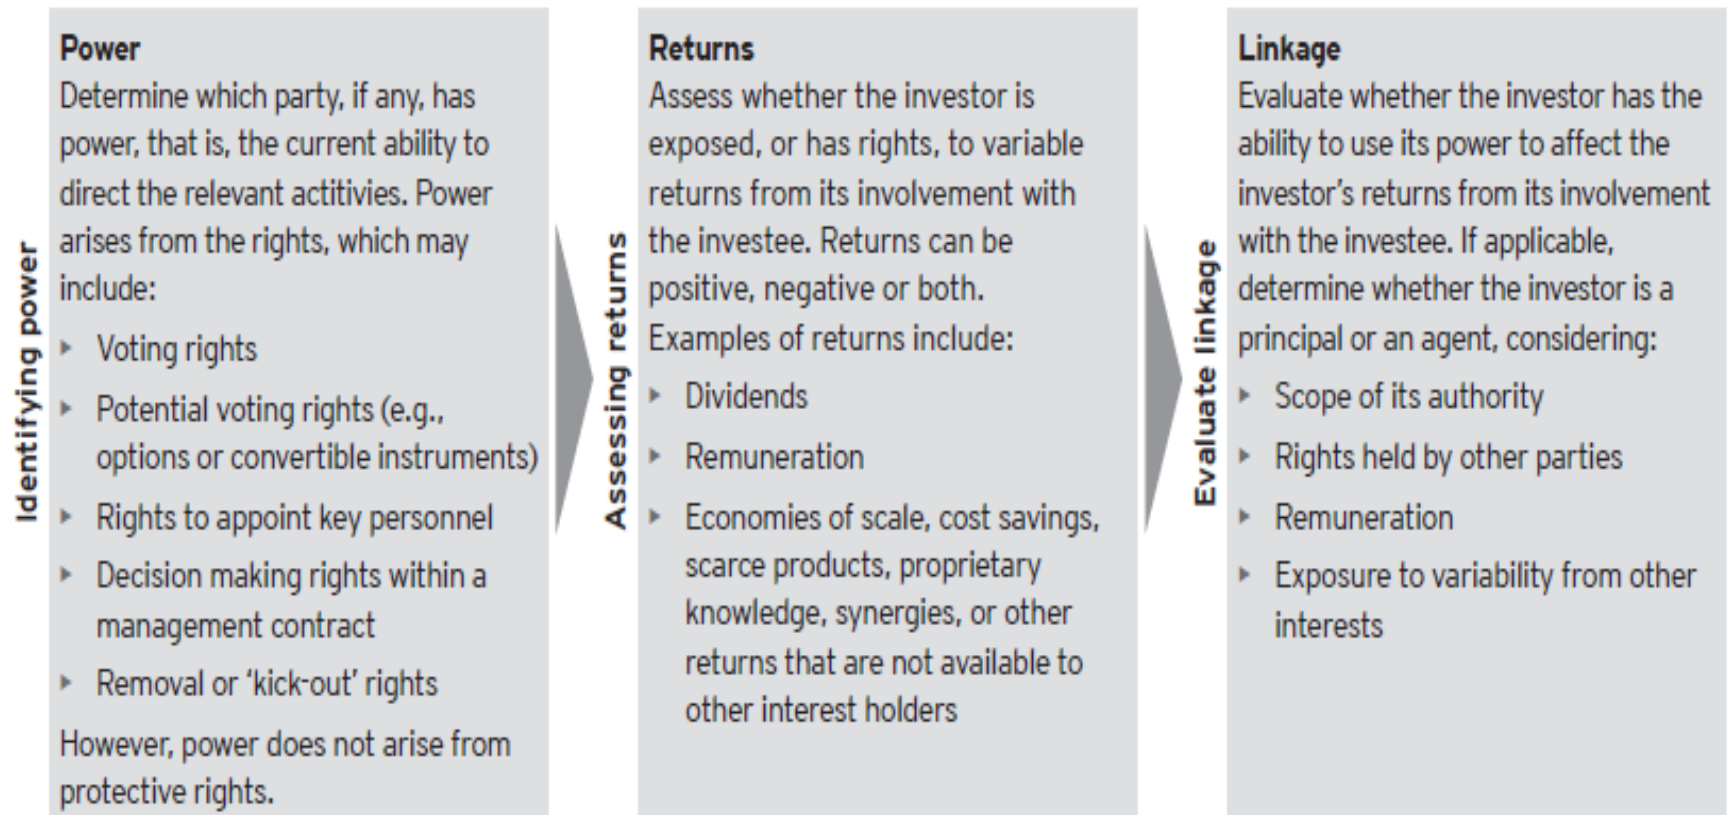 Identifying power
Power
Determine which party, if any, has
power, that is, the current ability to
direct the relevant actitivies. Power
arises from the rights, which may
include:
Voting rights
Potential voting rights (e.g.,
options or convertible instruments)
Rights to appoint key personnel
Decision making rights within a
management contract
Removal or ‘kick-out’ rights
However, power does not arise from
protective rights.
Assessing returns
Returns
Assess whether the investor is
exposed, or has rights, to variable
returns from its involvement with
the investee. Returns can be
positive, negative or both.
Examples of returns include:
Dividends
Remuneration
Economies of scale, cost savings,
scarce products, proprietary
knowledge, synergies, or other
returns that are not available to
other interest holders
Evaluate linkage
Linkage
Evaluate whether the investor has the
ability to use its power to affect the
investor’s returns from its involvement
with the investee. If applicable,
determine whether the investor is a
principal or an agent, considering:
Scope of its authority
Rights held by other parties
Remuneration
Exposure to variability from other
interests